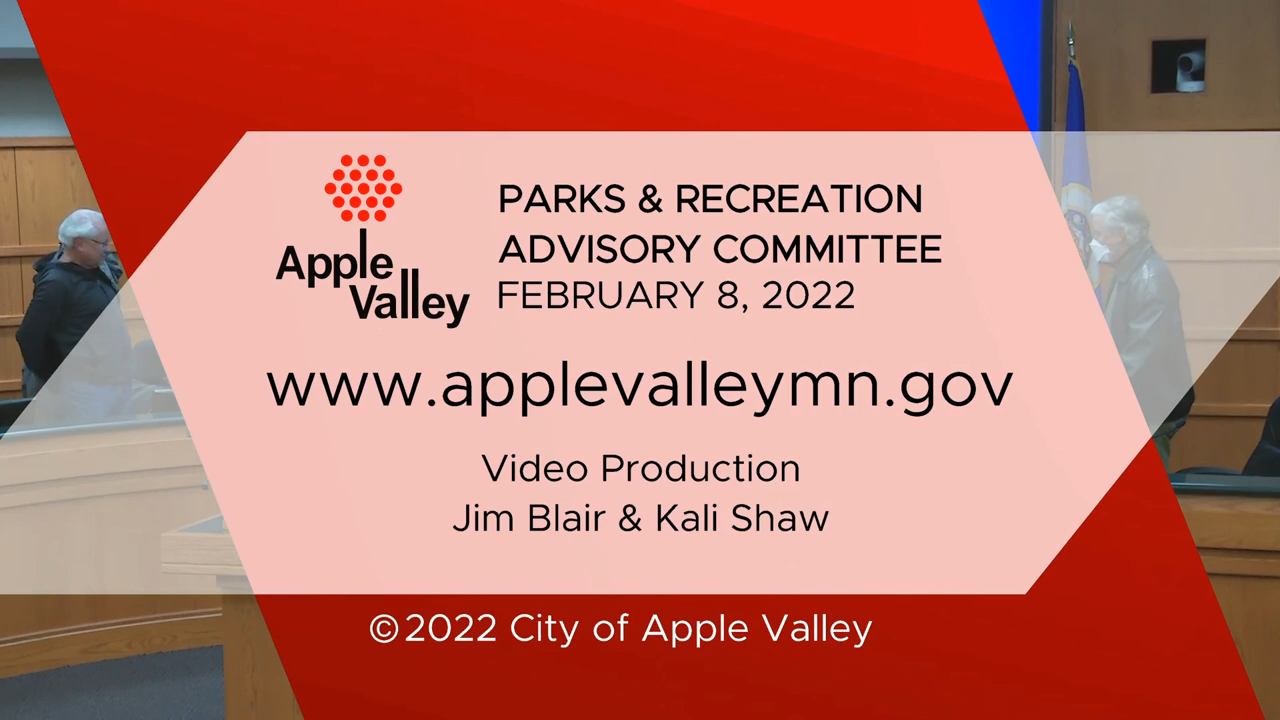 Apple
Valley
PARKS & RECREATION
ADVISORY COMMITTEE
FEBRUARY 8, 2022
www.applevalleymn.gov
Video Production
Jim Blair & Kali Shaw
©2022 City of Apple Valley